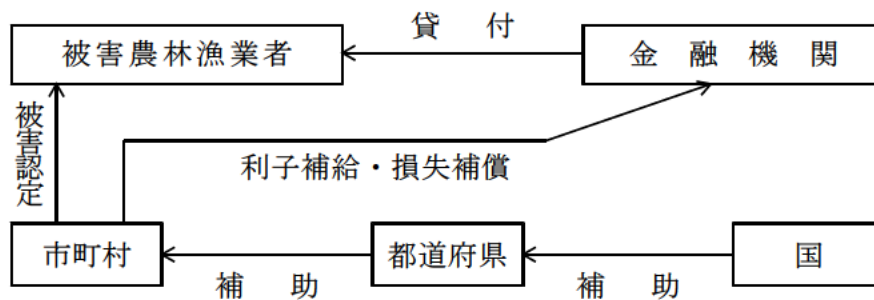 貸付
被害農林漁業者
金融機関
被害認定
利子補給・損失補償
市町村
都道府県
国
補助
補助